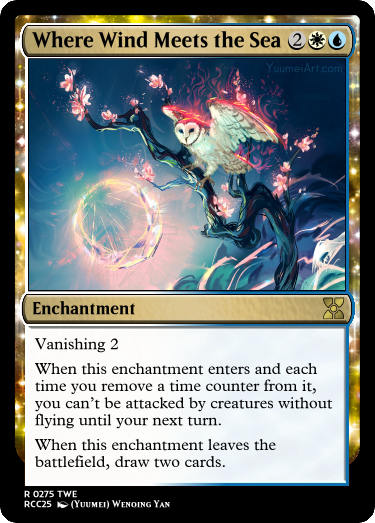 Where Wind Meets the Sea 2
YuumeiArt.com
Enchantment
Vanishing 2
When this enchantment enters and each
time you remove a time counter from it,
you can't be attacked by creatures without
flying until your next turn.
When this enchantment leaves the
battlefield, draw two cards.
R 0275 TWE
RCC25 (Yuumei) Wenqing Yan